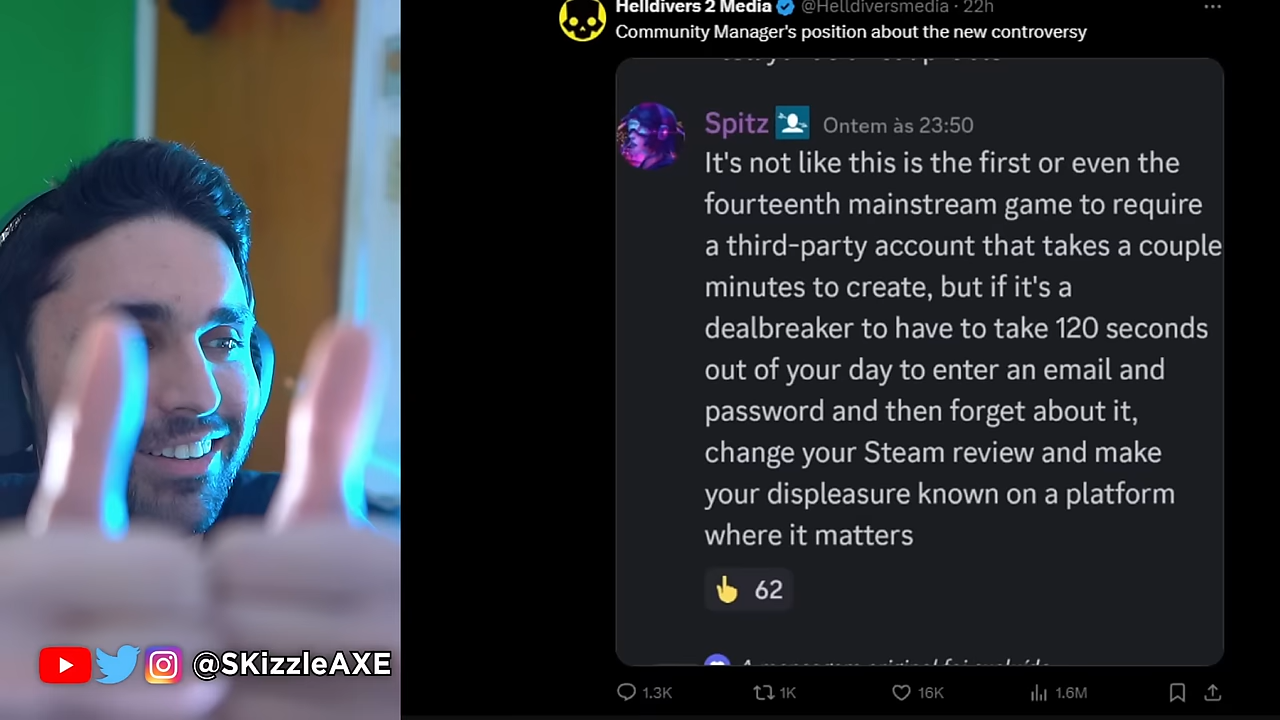 Helldivers 2 Media @Helldiversmedia · 22h
Community Manager's position about the new controversy
Spitz Ontem às 23:50
It's not like this is the first or even the
fourteenth mainstream game to require
a third-party account that takes a couple
minutes to create, but if it's a
dealbreaker to have to take 120 seconds
out of your day to enter an email and
password and then forget about it,
change your Steam review and make
your displeasure known on a platform
where it matters
62
1.3K 1K 16K 1.6M
@SKizzleAXE